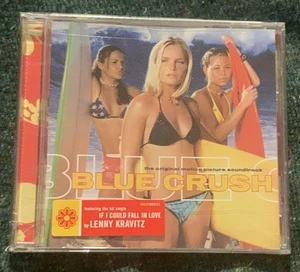 the original motion picture soundtrack
BLUE CRUSH
featuring the hit single
IF I COULD FALL IN LOVE
by LENNY KRAVITZ